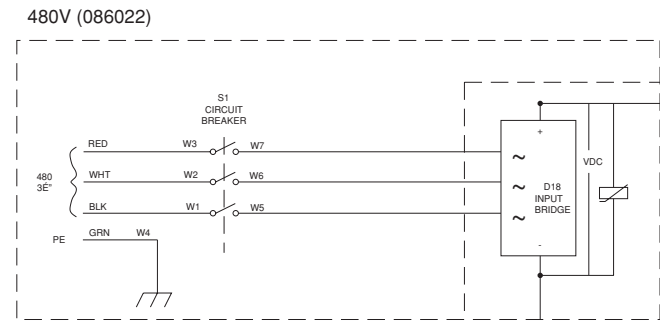 480V (086022)
S1
CIRCUIT
BREAKER
RED W3 W7
480
3É"
WHT W2 W6
BLK W1 W5
PE GRN W4
+
~
~
~
D18
INPUT
BRIDGE
-
VDC